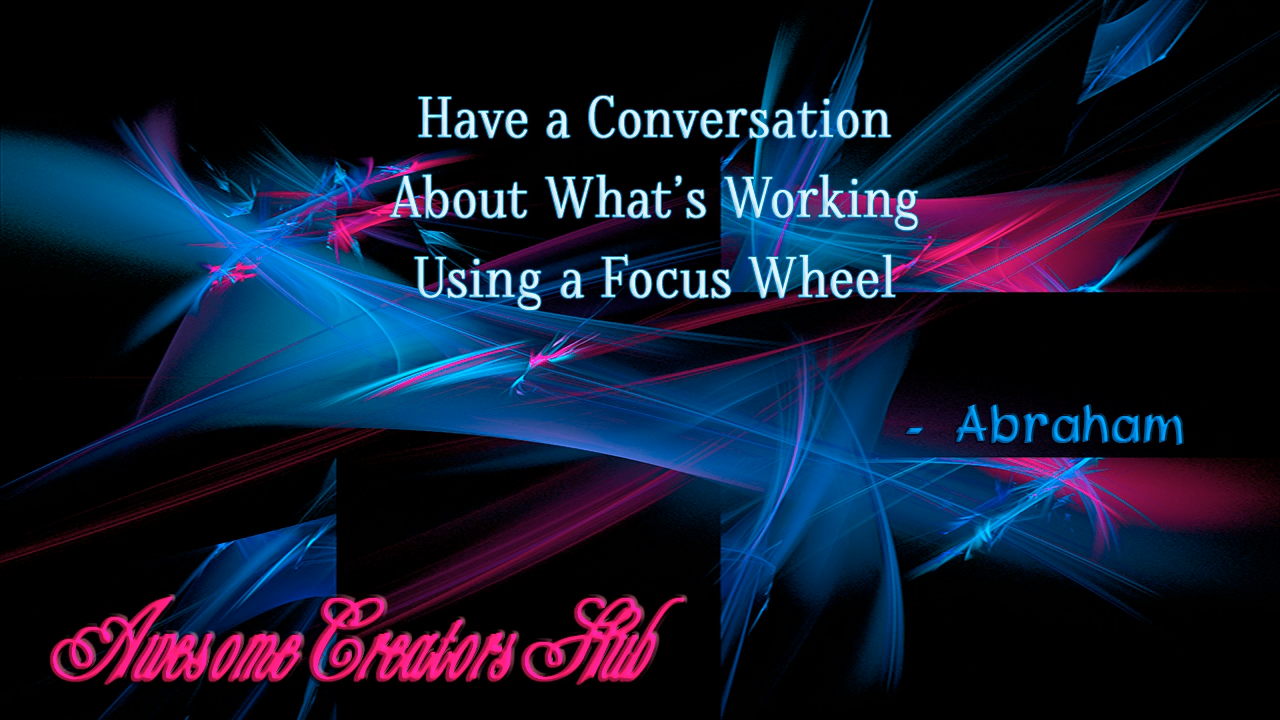 Have a Conversation
About What’s Working
Using a Focus Wheel
- Abraham
Awesome Creators Hub